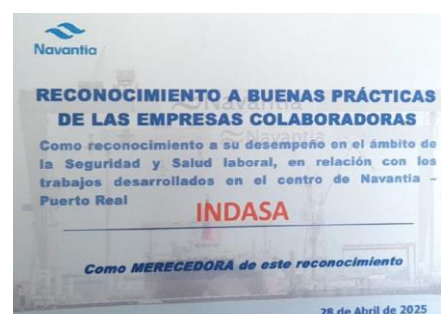 Navantia
RECONOCIMIENTO A BUENAS PRÁCTICAS
DE LAS EMPRESAS COLABORADORAS
Como reconocimiento a su desempeño en el ámbito de
la Seguridad y Salud laboral, en relación con los
trabajos desarrollados en el centro de Navantia –
Puerto Real
INDASA
Como MERECEDORA de este reconocimiento
28 de Abril de 2025